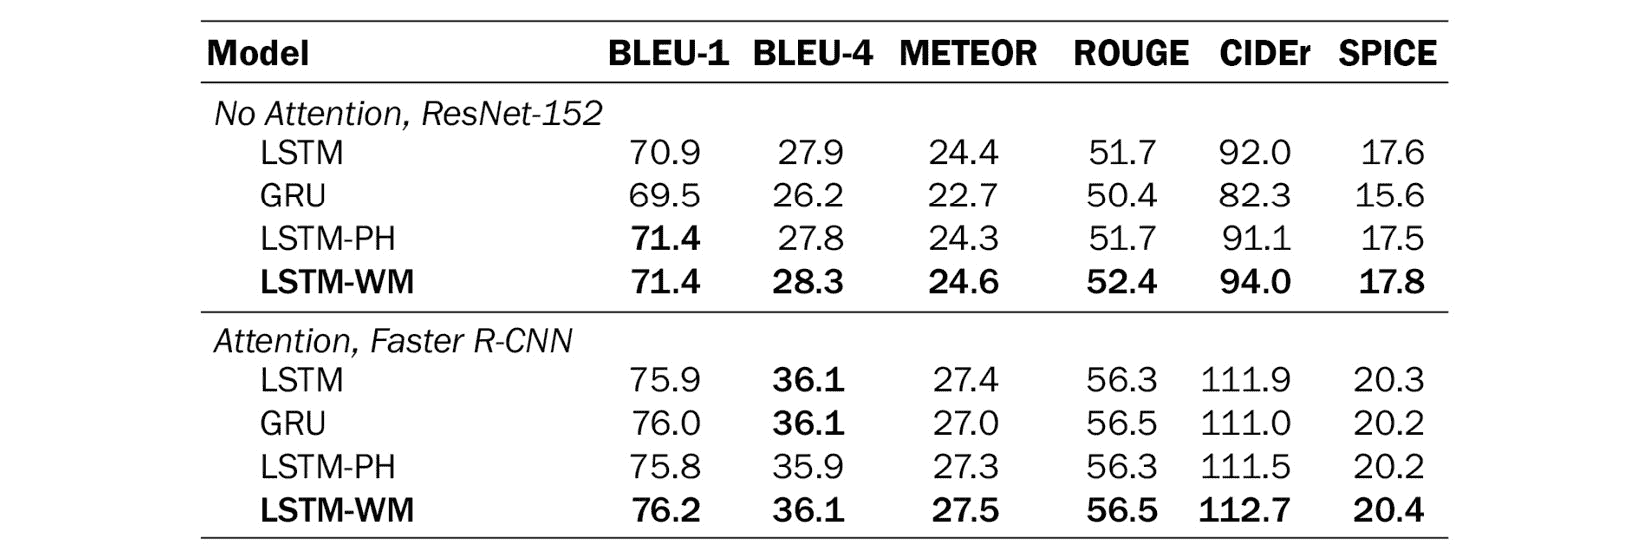 Model BLEU-1 BLEU-4 METEOR ROUGE CIDEr SPICE
No Attention, ResNet-152
LSTM 70.9 27.9 24.4 51.7 92.0 17.6
GRU 69.5 26.2 22.7 50.4 82.3 15.6
LSTM-PH 71.4 27.8 24.3 51.7 91.1 17.5
LSTM-WM 71.4 28.3 24.6 52.4 94.0 17.8
Attention, Faster R-CNN
LSTM 75.9 36.1 27.4 56.3 111.9 20.3
GRU 76.0 36.1 27.0 56.5 111.0 20.2
LSTM-PH 75.8 35.9 27.3 56.3 111.5 20.2
LSTM-WM 76.2 36.1 27.5 56.5 112.7 20.4